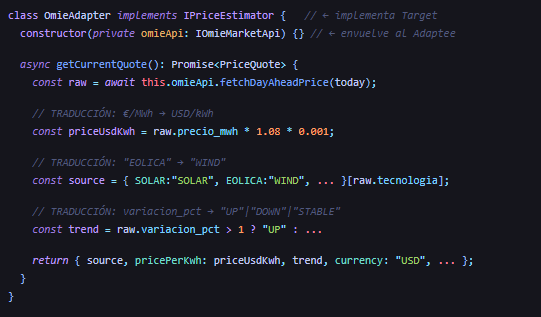 class OmieAdapter implements IPriceEstimator {   // ← implementa Target
  constructor(private omieApi: IOmieMarketApi) {} // ← envuelve al Adaptee
  async getCurrentQuote(): Promise<PriceQuote> {
    const raw = await this.omieApi.fetchDayAheadPrice(today);
    // TRADUCCIÓN: €/MWh → USD/kWh
    const priceUsdKwh = raw.precio_mwh * 1.08 * 0.001;
    // TRADUCCIÓN: "EOLICA" → "WIND"
    const source = { SOLAR:"SOLAR", EOLICA:"WIND", ... }[raw.tecnologia];
    // TRADUCCIÓN: variacion_pct → "UP"|"DOWN"|"STABLE"
    const trend = raw.variacion_pct > 1 ? "UP" : ...
    return { source, pricePerKwh: priceUsdKwh, trend, currency: "USD", ... };
  }
}